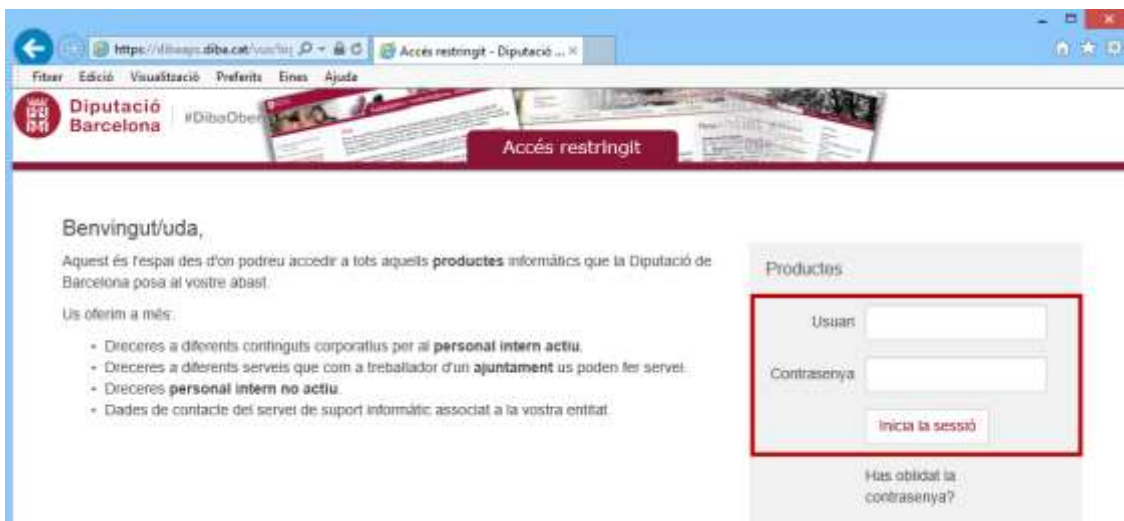 https:// diba.cat
Accés restringit - Diputació ...
Fitxer Edició Visualització Preferits Eines Ajuda
Diputació
Barcelona
#DibaOber
Accés restringit
Benvingut/uda,
Aquest és l'espai des d'on podreu accedir a tots aquells productes informàtics que la Diputació de
Barcelona posa al vostre abast.
Us oferim a més:
• Dreceres a diferents continguts corporatius per al personal intern actiu.
• Dreceres a diferents serveis que com a treballador d'un ajuntament us poden fer servei.
• Dreceres personal intern no actiu.
• Dades de contacte del servei de suport informàtic associat a la vostra entitat.
Productes
Usuari
Contrasenya
Inicia la sessió
Has oblidat la
contrasenya?